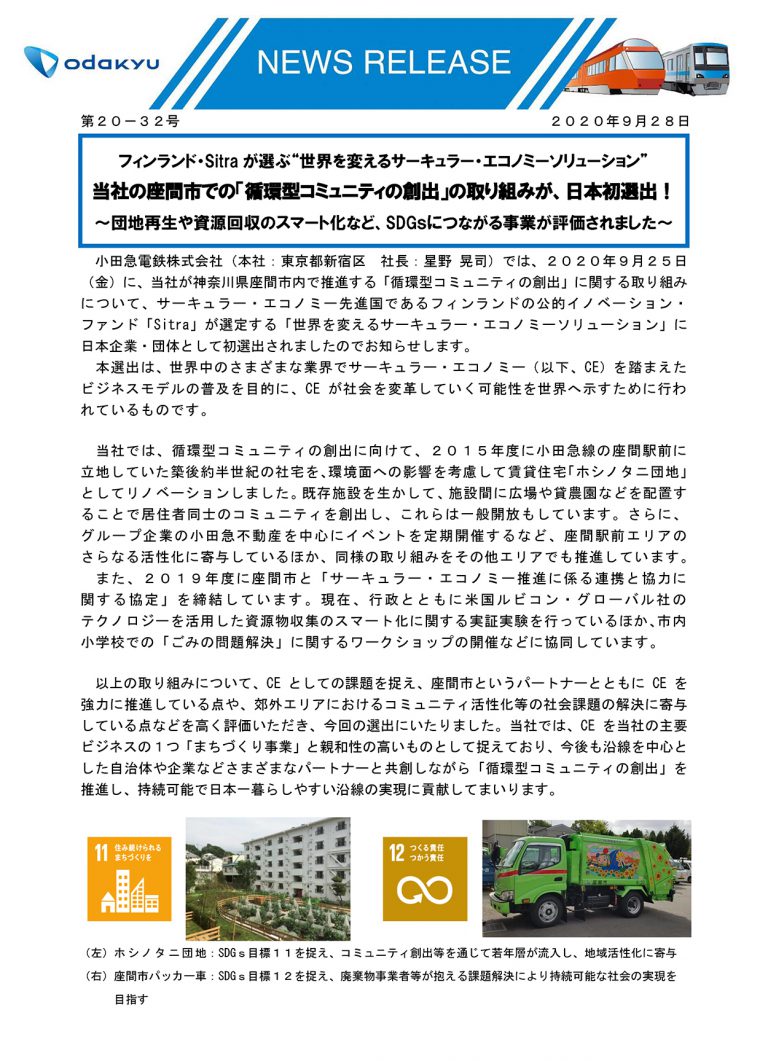 odakyu
NEWS RELEASE
第20-32号
2020年9月28日
フィンランド・Sitra が選ぶ“世界を変えるサーキュラー・エコノミーソリューション”
当社の座間市での「循環型コミュニティの創出」の取り組みが、日本初選出!
~団地再生や資源回収のスマート化など、SDGsにつながる事業が評価されました~
小田急電鉄株式会社(本社:東京都新宿区 社長:星野 晃司)では、2020年9月25日
(金)に、当社が神奈川県座間市内で推進する「循環型コミュニティの創出」に関する取り組み
について、サーキュラー・エコノミー先進国であるフィンランドの公的イノベーション・
ファンド「Sitra」が選定する「世界を変えるサーキュラー・エコノミーソリューション」に
日本企業・団体として初選出されましたのでお知らせします。
本選出は、世界中のさまざまな業界でサーキュラー・エコノミー(以下、CE)を踏まえた
ビジネスモデルの普及を目的に、CE が社会を変革していく可能性を世界へ示すために行わ
れているものです。
当社では、循環型コミュニティの創出に向けて、2015年度に小田急線の座間駅前に
立地していた築後約半世紀の社宅を、環境面への影響を考慮して賃貸住宅「ホシノタニ団地」
としてリノベーションしました。既存施設を生かして、施設間に広場や貸農園などを配置す
ることで居住者同士のコミュニティを創出し、これらは一般開放もしています。さらに、
グループ企業の小田急不動産を中心にイベントを定期開催するなど、座間駅前エリアの
さらなる活性化に寄与しているほか、同様の取り組みをその他エリアでも推進しています。
また、2019年度に座間市と「サーキュラー・エコノミー推進に係る連携と協力に
関する協定」を締結しています。現在、行政とともに米国ルビコン・グローバル社の
テクノロジーを活用した資源物収集のスマート化に関する実証実験を行っているほか、市内
小学校での「ごみの問題解決」に関するワークショップの開催などに協同しています。
以上の取り組みについて、CE としての課題を捉え、座間市というパートナーとともに CE を
強力に推進している点や、郊外エリアにおけるコミュニティ活性化等の社会課題の解決に寄与
している点などを高く評価いただき、今回の選出にいたりました。当社では、CE を当社の主要
ビジネスの1つ「まちづくり事業」と親和性の高いものとして捉えており、今後も沿線を中心と
した自治体や企業などさまざまなパートナーと共創しながら「循環型コミュニティの創出」を
推進し、持続可能で日本一暮らしやすい沿線の実現に貢献してまいります。
11 住み続けられる
まちづくりを
12 つくる責任
つかう責任
(左)ホシノタニ団地:SDGs目標11を捉え、コミュニティ創出等を通じて若年層が流入し、地域活性化に寄与
(右)座間市パッカー車:SDGs目標12を捉え、廃棄物事業者等が抱える課題解決により持続可能な社会の実現を
目指す